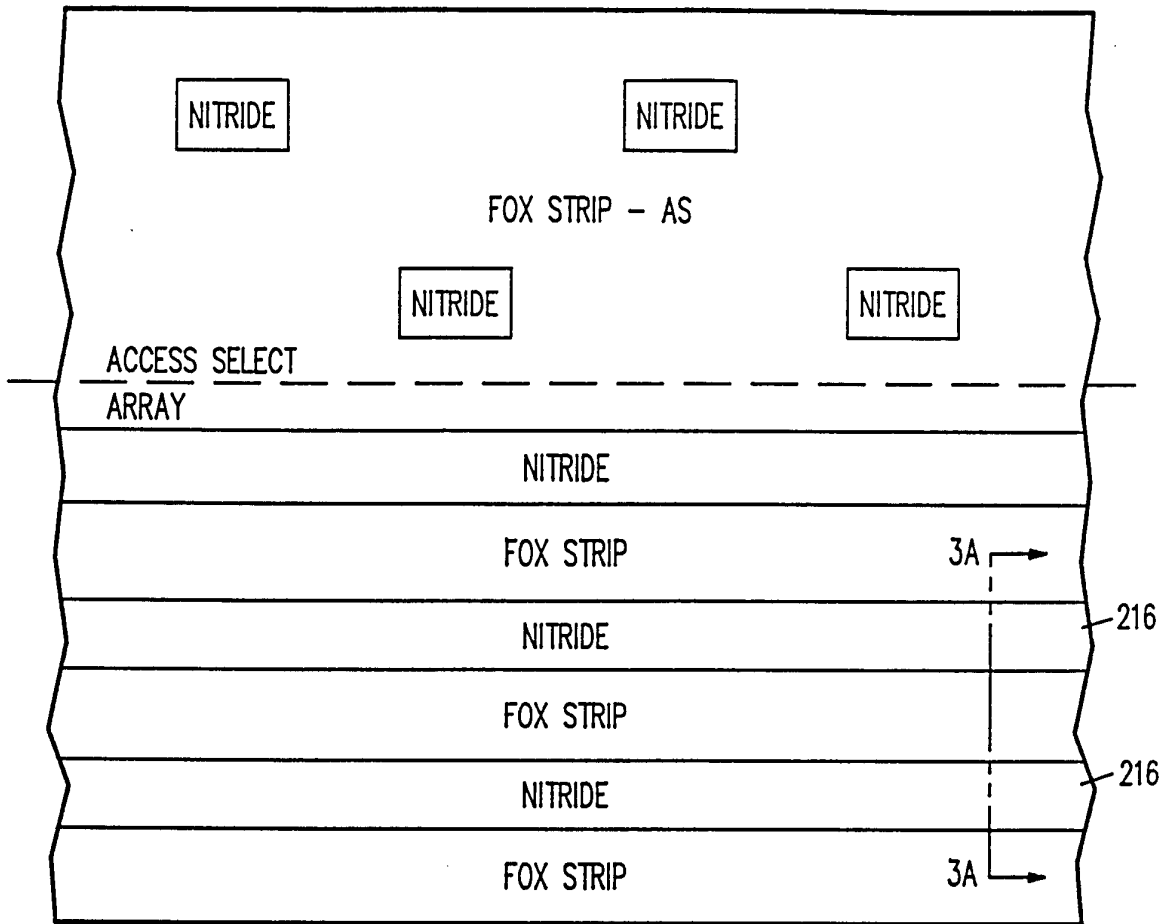 NITRIDE NITRIDE
FOX STRIP - AS
NITRIDE NITRIDE
ACCESS SELECT
ARRAY
NITRIDE
FOX STRIP 3A
216
NITRIDE
FOX STRIP
216
NITRIDE
FOX STRIP 3A